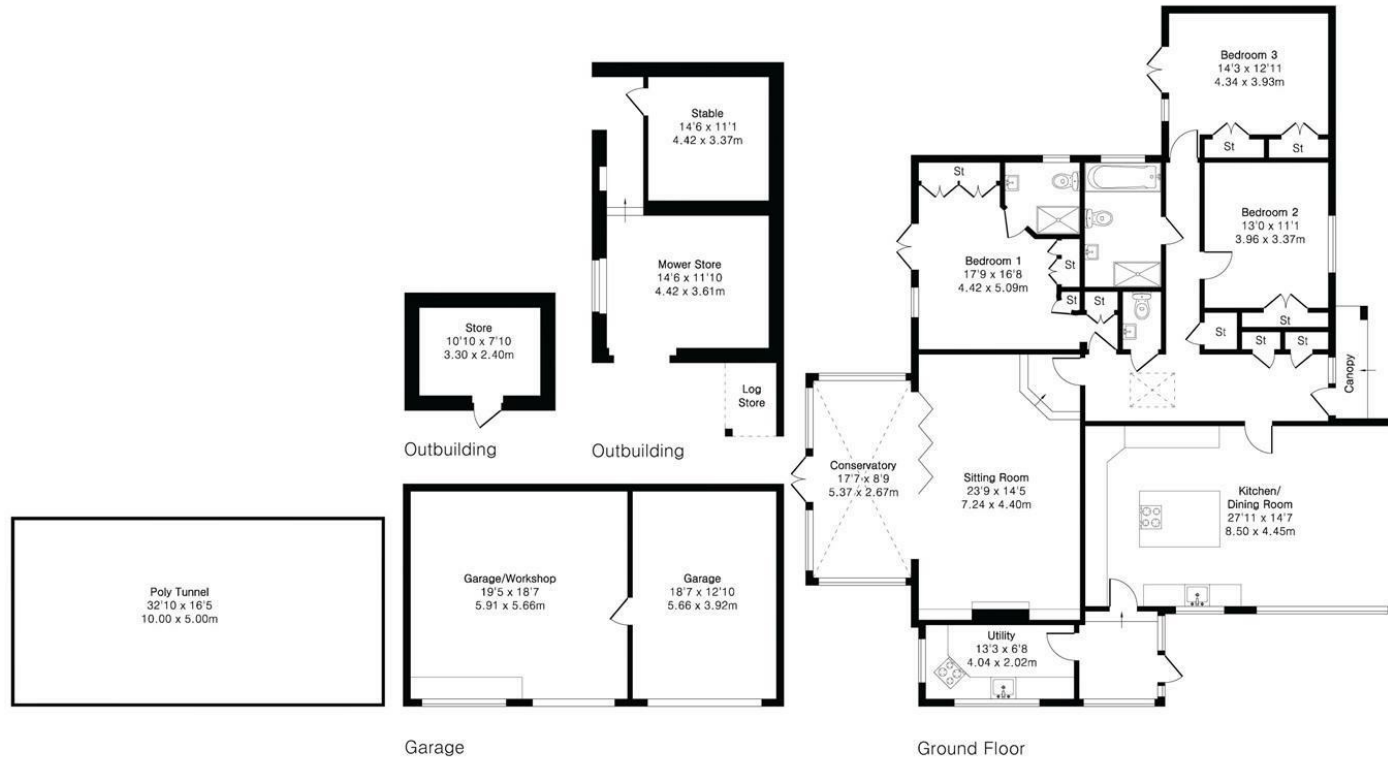 Bedroom 3
14'3 x 12'11
4.34 x 3.93m
St
St
Stable
14'6 x 11'1
4.42 x 3.37m
St
Bedroom 2
13'0 x 11'1
3.96 x 3.37m
Bedroom 1
17'9 x 16'8
4.42 x 5.09m
St
St
St
St
St
St
St
Canopy
Mower Store
14'6 x 11'10
4.42 x 3.61m
Store
10'10 x 7'10
3.30 x 2.40m
Log
Store
Outbuilding
Outbuilding
Conservatory
17'7 x 8'9
5.37 x 2.67m
Sitting Room
23'9 x 14'5
7.24 x 4.40m
Kitchen/
Dining Room
27'11 x 14'7
8.50 x 4.45m
Poly Tunnel
32'10 x 16'5
10.00 x 5.00m
Garage/Workshop
19'5 x 18'7
5.91 x 5.66m
Garage
18'7 x 12'10
5.66 x 3.92m
Utility
13'3 x 6'8
4.04 x 2.02m
Garage
Ground Floor